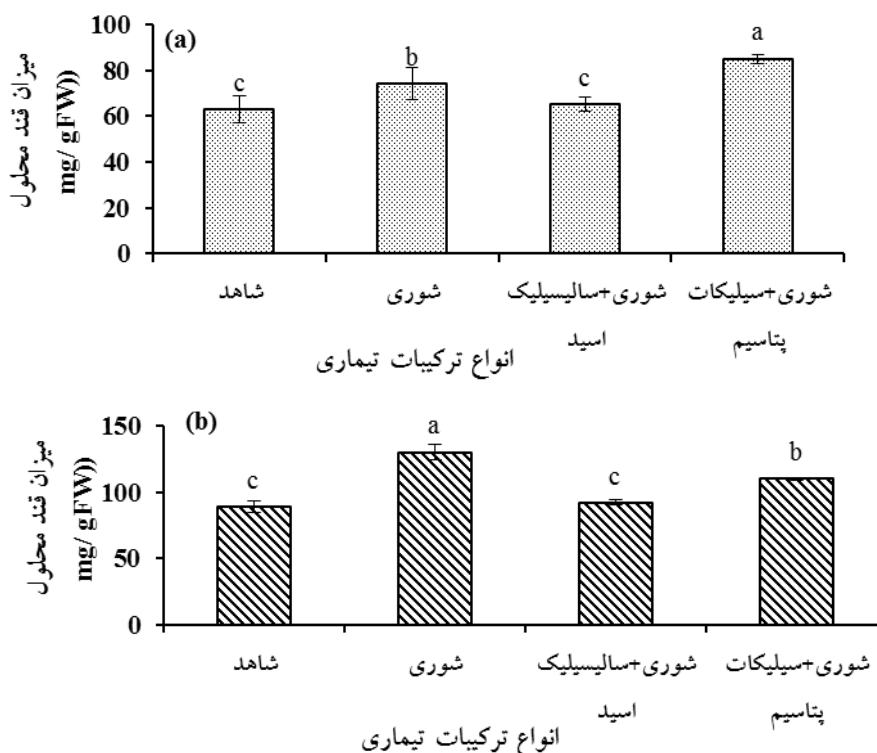 (a)
میزان قند محلول
mg/ gFW))
100
80
60
40
20
0
c
b
c
a
شاهد
شوری
شوری+سالیسیلیک
اسید
شوری+سیلیکات
پتاسیم
انواع ترکیبات تیماری
(b)
میزان قند محلول
mg/ gFW))
150
100
50
0
c
a
c
b
شاهد
شوری
شوری+سالیسیلیک
اسید
شوری+سیلیکات
پتاسیم
انواع ترکیبات تیماری